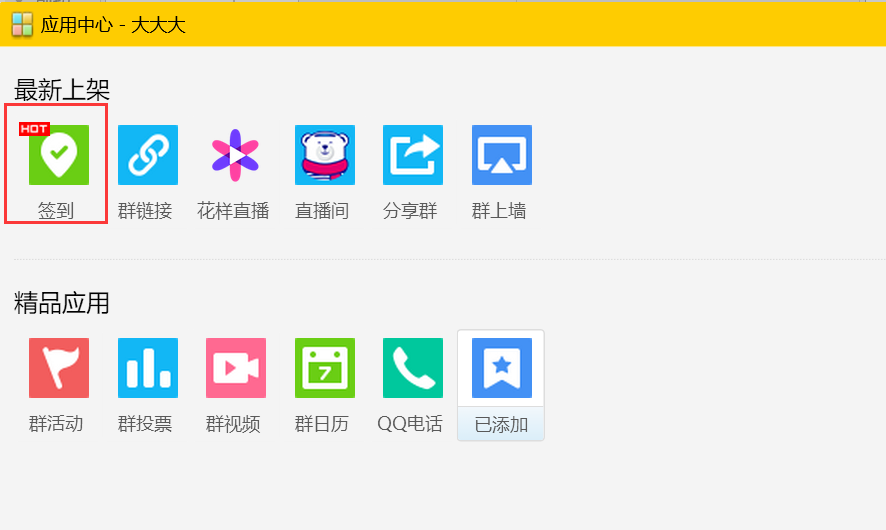 应用中心 - 大大大
最新上架
HOT
签到 群链接 花样直播 直播间 分享群 群上墙
精品应用
7
群活动 群投票 群视频 群日历 QQ电话 已添加